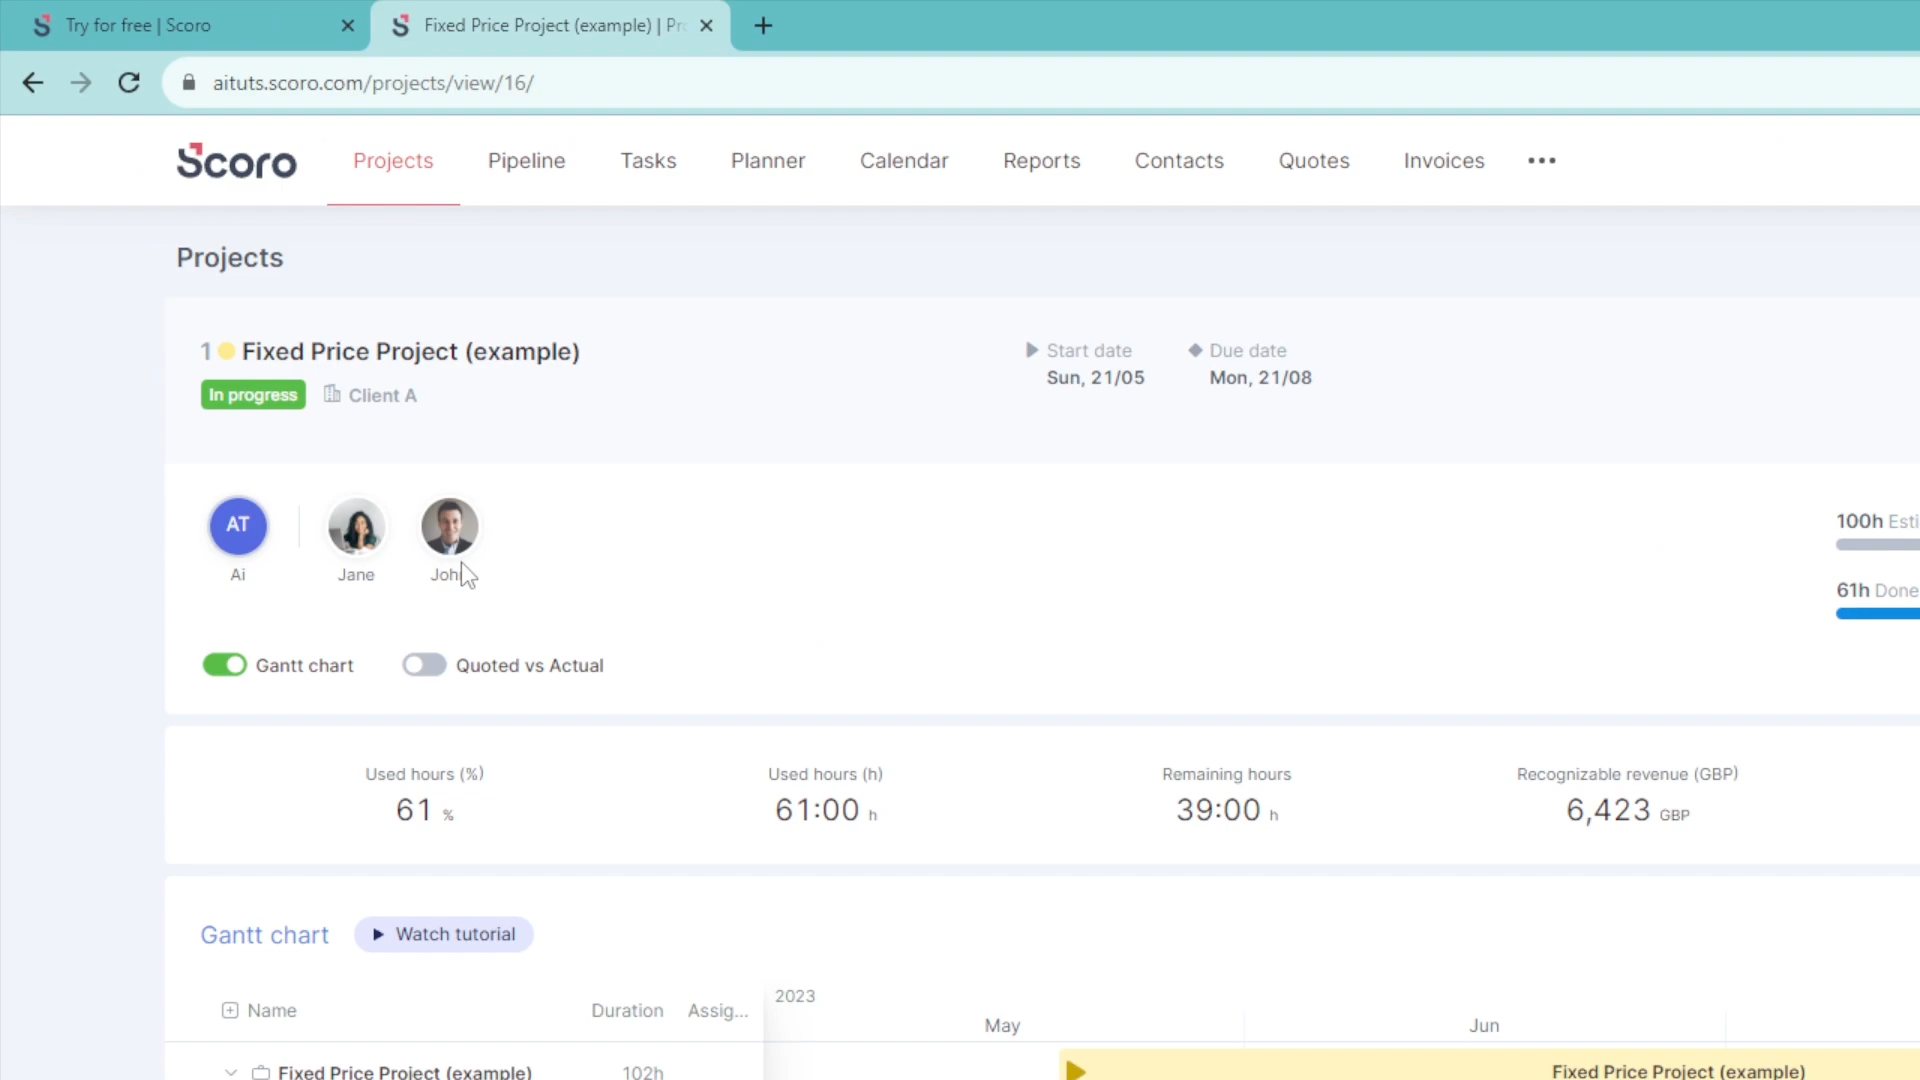 Try for free | Scoro
Fixed Price Project (example) | Pro
aituts.scoro.com/projects/view/16/
Scoro
Projects
Pipeline
Tasks
Planner
Calendar
Reports
Contacts
Quotes
Invoices
Projects
1 Fixed Price Project (example)
In progress
Client A
Start date
Sun, 21/05
Due date
Mon, 21/08
AT
Ai
Jane
John
100h Esti
61h Done
Gantt chart
Quoted vs Actual
Used hours (%)
61 %
Used hours (h)
61:00 h
Remaining hours
39:00 h
Recognizable revenue (GBP)
6,423 GBP
Gantt chart
Watch tutorial
Name
Duration
Assig...
2023
May
Jun
Fixed Price Project (example)
102h
Fixed Price Project (example)